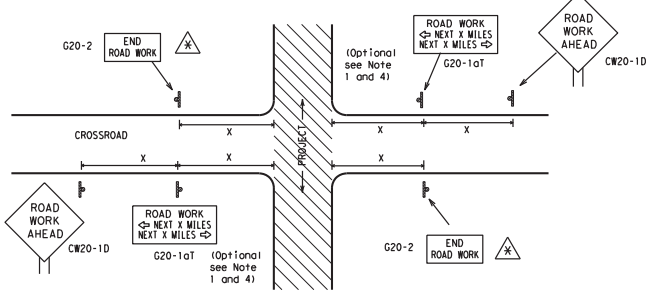 G20-2
END
ROAD WORK
*
(Optional
see Note
1 and 4)
ROAD WORK
⇦ NEXT X MILES
NEXT X MILES ⇨
G20-1aT
ROAD
WORK
AHEAD
CW20-1D
CROSSROAD
X
X
X
X
X
X
X
PROJECT
ROAD
WORK
AHEAD
CW20-1D
ROAD WORK
⇦ NEXT X MILES
NEXT X MILES ⇨
G20-1aT
(Optional
see Note
1 and 4)
G20-2
END
ROAD WORK
*